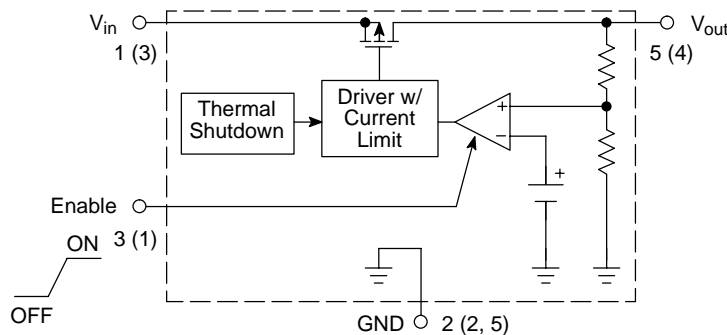 Vin
1 (3)
Vout
5 (4)
Thermal
Shutdown
Driver w/
Current
Limit
+
−
+
Enable
3 (1)
ON
OFF
GND
2 (2, 5)